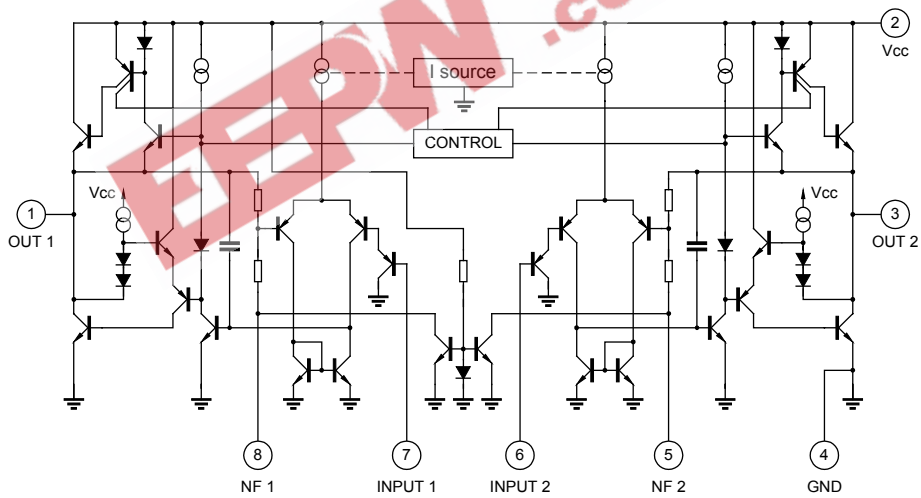 EEPW .co
2
Vcc
I source
CONTROL
Vcc
Vcc
1
OUT 1
3
OUT 2
8
7
6
5
4
NF 1
INPUT 1
INPUT 2
NF 2
GND